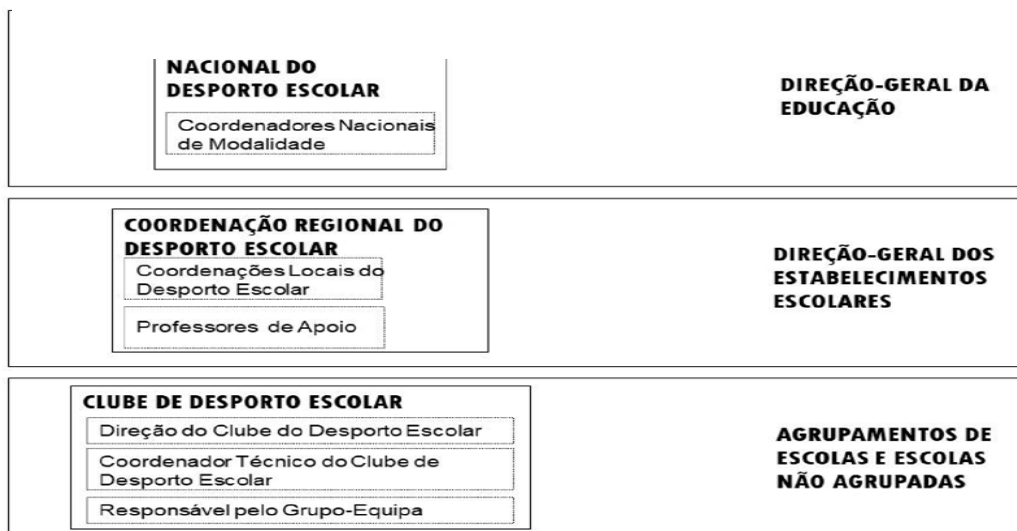 NACIONAL DO
DESPORTO ESCOLAR
Coordenadores Nacionais
de Modalidade
DIREÇÃO-GERAL DA
EDUCAÇÃO
COORDENAÇÃO REGIONAL DO
DESPORTO ESCOLAR
Coordenações Locais do
Desporto Escolar
Professores de Apoio
DIREÇÃO-GERAL DOS
ESTABELECIMENTOS
ESCOLARES
CLUBE DE DESPORTO ESCOLAR
Direção do Clube do Desporto Escolar
Coordenador Técnico do Clube de
Desporto Escolar
Responsável pelo Grupo-Equipa
AGRUPAMENTOS DE
ESCOLAS E ESCOLAS
NÃO AGRUPADAS